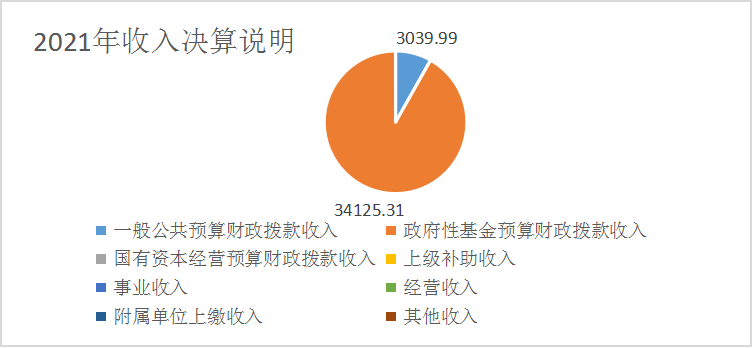 2021年收入决算说明
3039.99
34125.31
一般公共预算财政拨款收入
政府性基金预算财政拨款收入
国有资本经营预算财政拨款收入
上级补助收入
事业收入
经营收入
附属单位上缴收入
其他收入